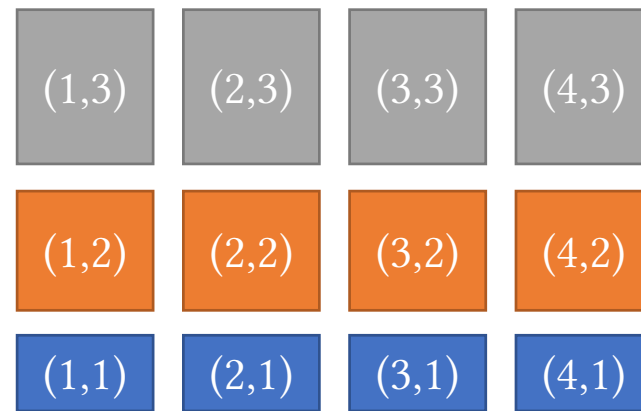 (1,3) (2,3) (3,3) (4,3)
(1,2) (2,2) (3,2) (4,2)
(1,1) (2,1) (3,1) (4,1)